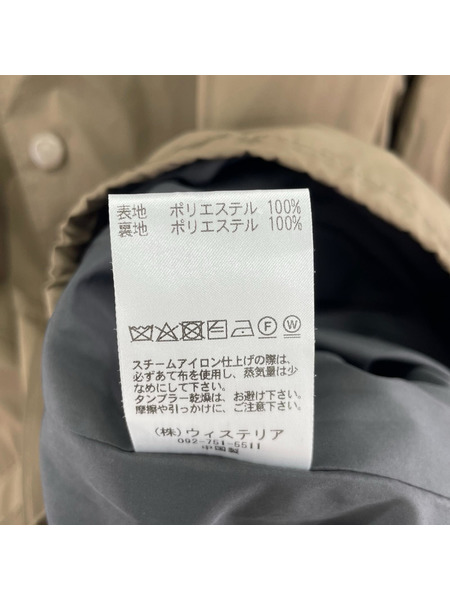 表地 ポリエステル 100%
裏地 ポリエステル 100%
F W
スチームアイロン仕上げの際は、
必ずあて布を使用し、蒸気量は少
なめにして下さい。
タンブラー乾燥は、お避け下さい。
摩擦や引っかけに、ご注意下さい。
(株)ウィステリア
092-751-6511